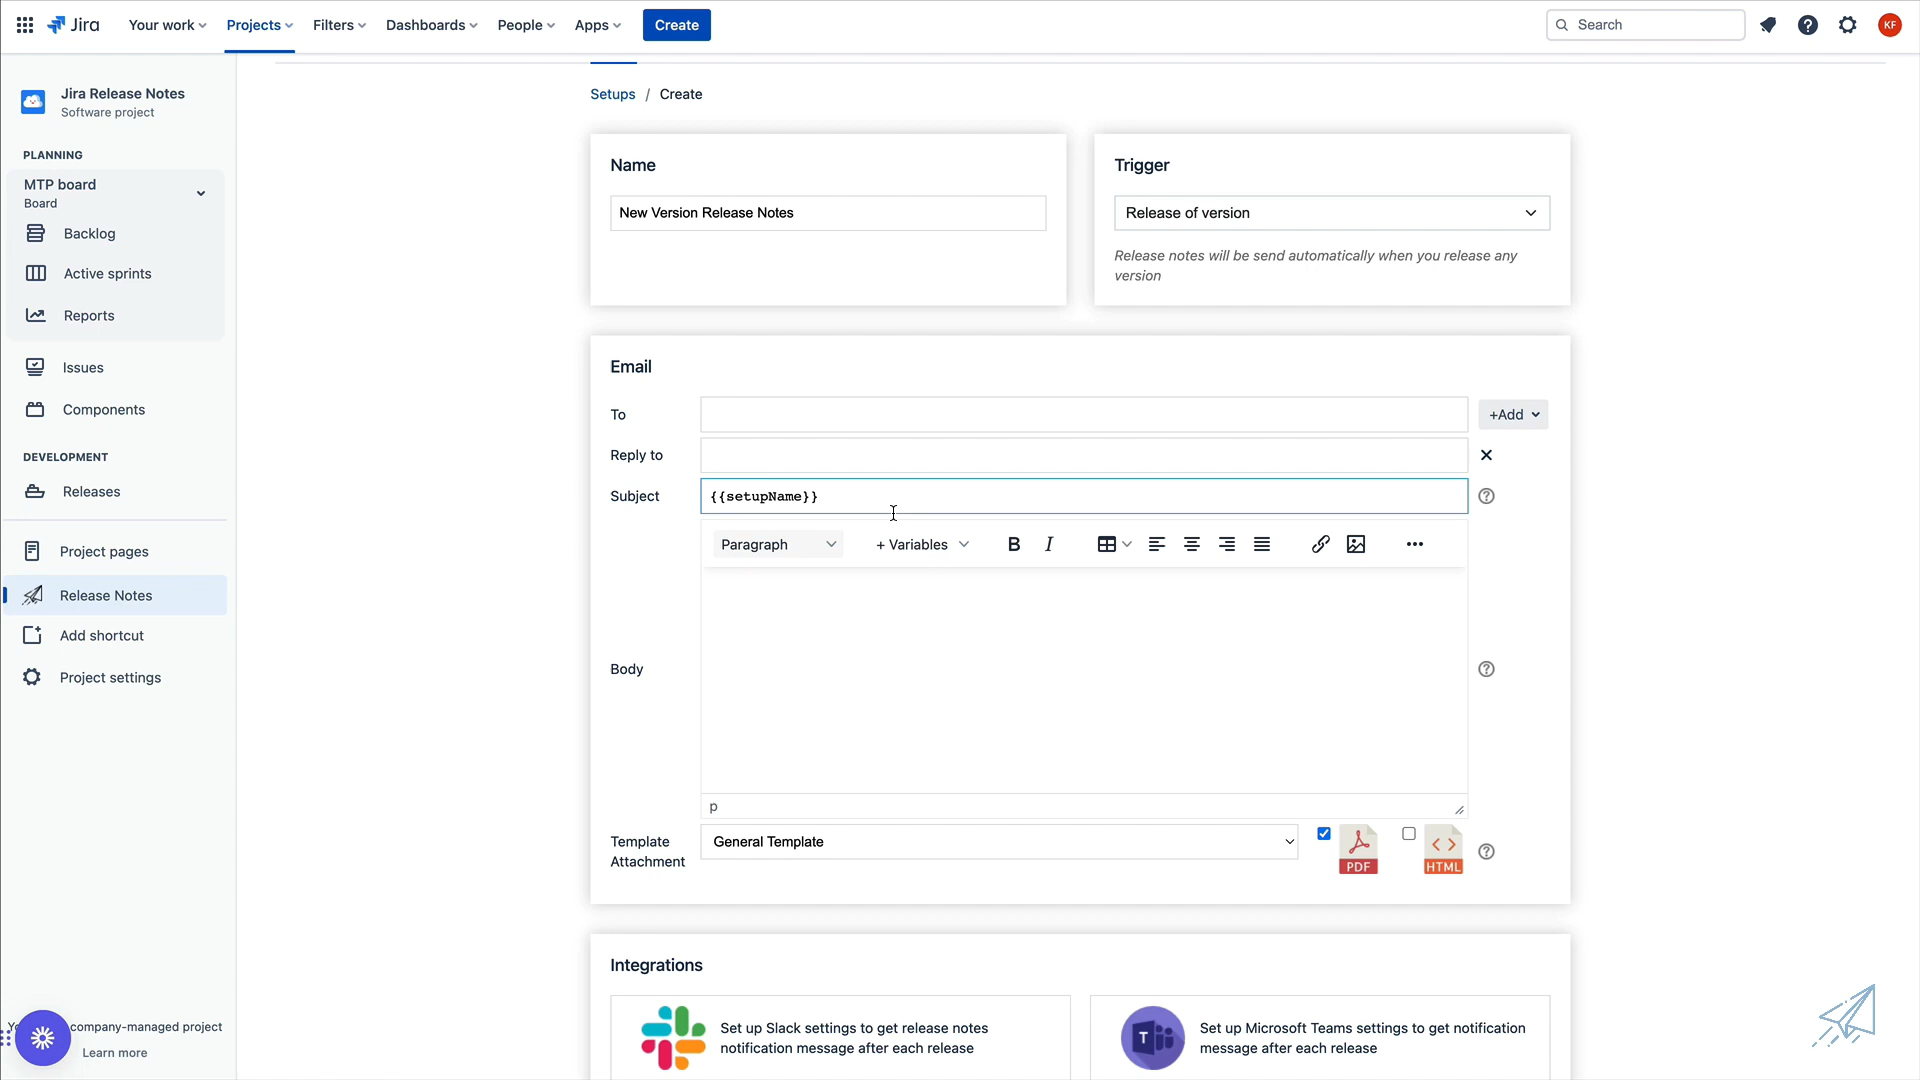 Jira
Your work
Projects
Filters
Dashboards
People
Apps
Create
Search
KF
Jira Release Notes
Software project
PLANNING
MTP board
Board
Backlog
Active sprints
Reports
Issues
Components
DEVELOPMENT
Releases
Project pages
Release Notes
Add shortcut
Project settings
company-managed project
Learn more
Setups / Create
Name
New Version Release Notes
Trigger
Release of version
Release notes will be send automatically when you release any
version
Email
To
+Add
Reply to
Subject
{{setupName}}
Paragraph
+ Variables
B
I
Body
p
Template
Attachment
General Template
PDF
HTML
Integrations
Set up Slack settings to get release notes
notification message after each release
T
Set up Microsoft Teams settings to get notification
message after each release